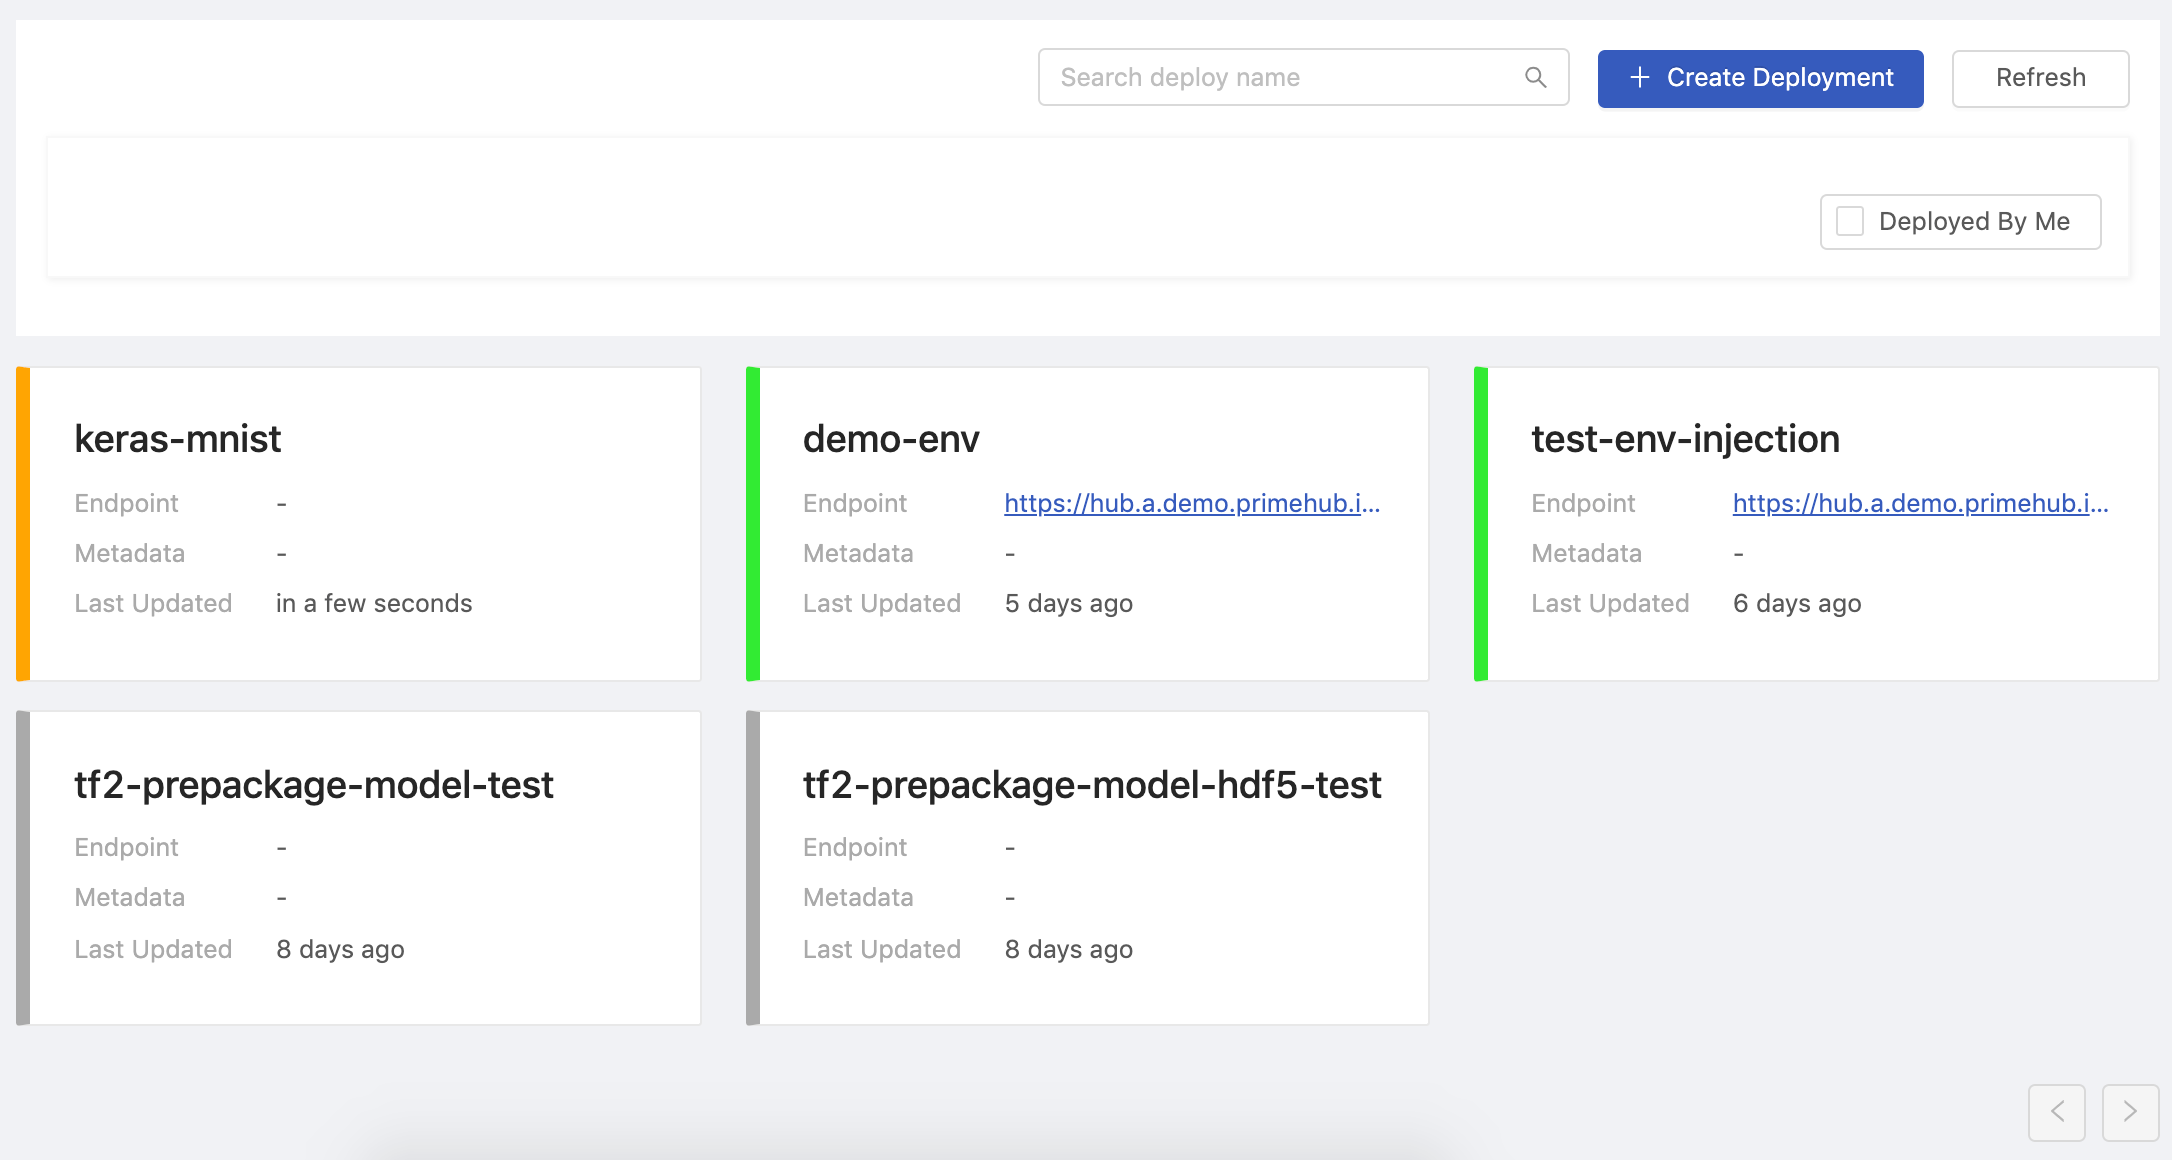 Search deploy name
+ Create Deployment
Refresh
Deployed By Me
keras-mnist
Endpoint -
Metadata -
Last Updated in a few seconds
demo-env
Endpoint https://hub.a.demo.primehub.i...
Metadata -
Last Updated 5 days ago
test-env-injection
Endpoint https://hub.a.demo.primehub.i...
Metadata -
Last Updated 6 days ago
tf2-prepackage-model-test
Endpoint -
Metadata -
Last Updated 8 days ago
tf2-prepackage-model-hdf5-test
Endpoint -
Metadata -
Last Updated 8 days ago